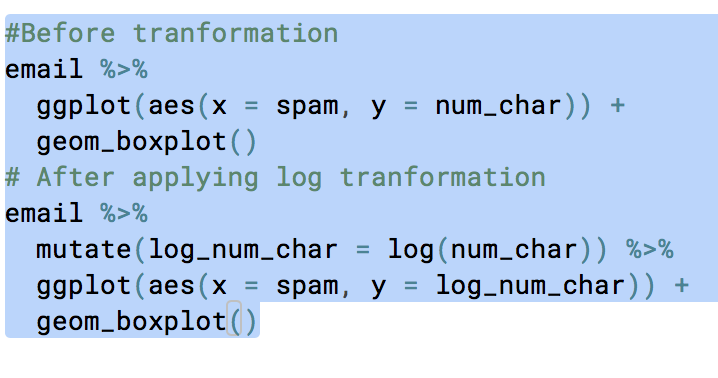 #Before tranformation
email %>%
  ggplot(aes(x = spam, y = num_char)) +
  geom_boxplot()
# After applying log tranformation
email %>%
  mutate(log_num_char = log(num_char)) %>%
  ggplot(aes(x = spam, y = log_num_char)) +
  geom_boxplot()